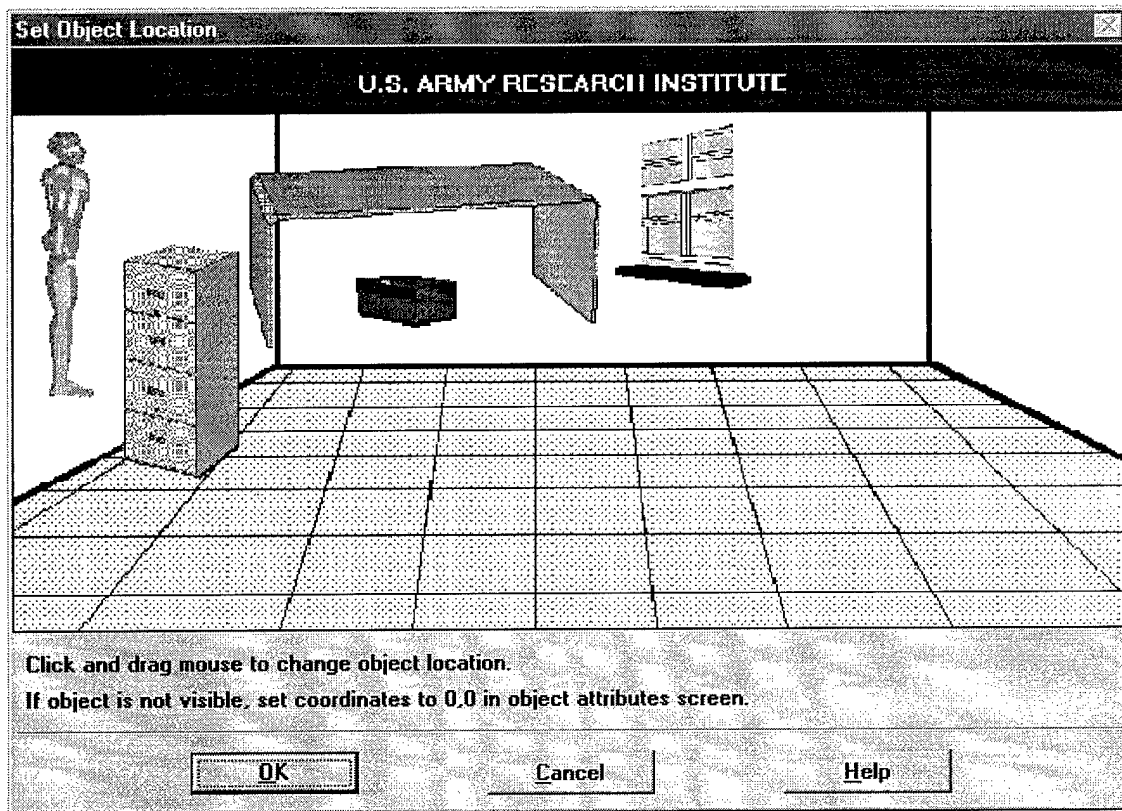 Set Object Location
U.S. ARMY RESEARCH INSTITUTE
Click and drag mouse to change object location.
If object is not visible, set coordinates to 0,0 in object attributes screen.
OK
Cancel
Help